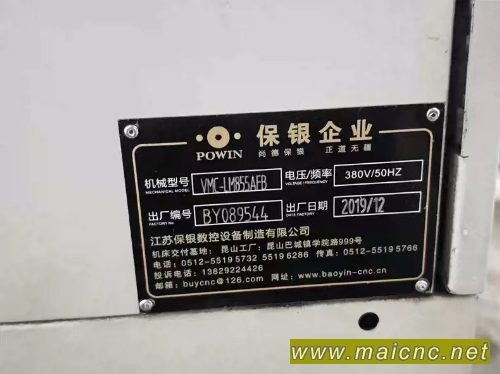 保银企业
POWIN 尚德保银 正道无疆
机械型号 VMC-LM855AEB 电压/频率 380V/50HZ
MECHANICAL MODEL VOLTAGE/FREQUENCY
出厂编号 BY089544 出厂日期 2019/12
FACTORY NO DATE FACTORY
江苏保银数控设备制造有限公司
机床交付基地: 昆山工厂: 昆山巴城镇学院路999号
电话: 0512-5519 5732 5519 6286 传真: 0512-5519 5766
投诉电话: 13829224426
邮箱: buycnc@126.com 网址: www.baoyin-cnc.cn
www.maicnc.net